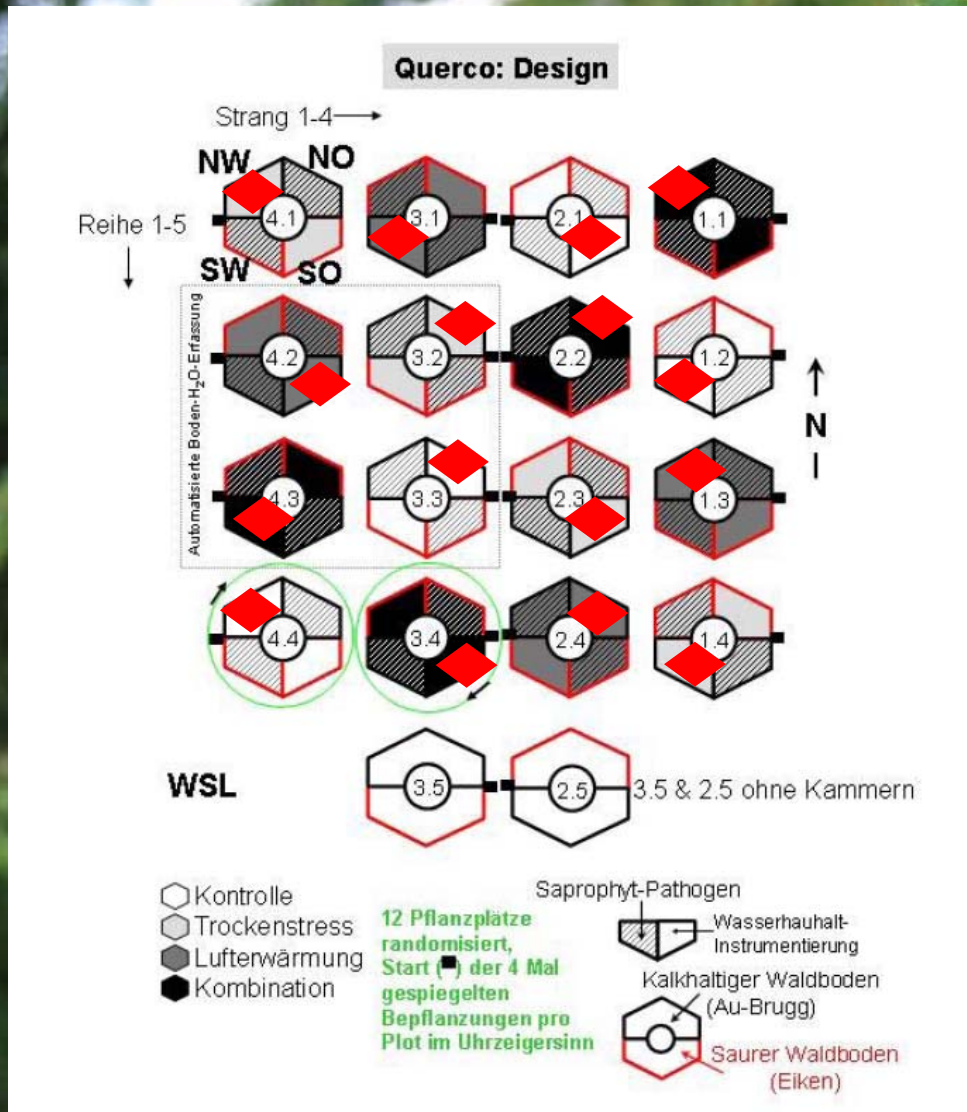 Querco: Design
Strang 1-4
NW NO
Reihe 1-5
SW SO
4.1 3.1 2.1 1.1
Automatisierte Boden-H₂O-Erfassung
4.2 3.2 2.2 1.2
N
4.3 3.3 2.3 1.3
4.4 3.4 2.4 1.4
WSL
3.5 2.5
3.5 & 2.5 ohne Kammern
Kontrolle
Trockenstress
Lufterwärmung
Kombination
12 Pflanzplätze
randomisiert,
Start (■) der 4 Mal
gespiegelten
Bepflanzungen pro
Plot im Uhrzeigersinn
Saprophyt-Pathogen
Wasserhauhalt-
Instrumentierung
Kalkhaltiger Waldboden
(Au-Brugg)
Saurer Waldboden
(Eiken)